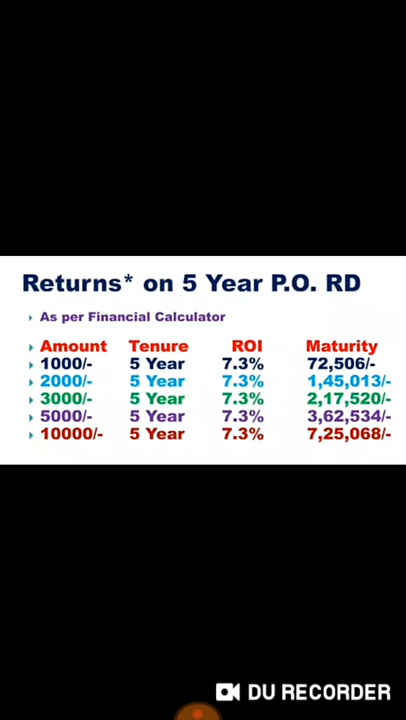 Returns* on 5 Year P.O. RD
As per Financial Calculator
Amount Tenure ROI Maturity
1000/- 5 Year 7.3% 72,506/-
2000/- 5 Year 7.3% 1,45,013/-
3000/- 5 Year 7.3% 2,17,520/-
5000/- 5 Year 7.3% 3,62,534/-
10000/- 5 Year 7.3% 7,25,068/-
DU RECORDER